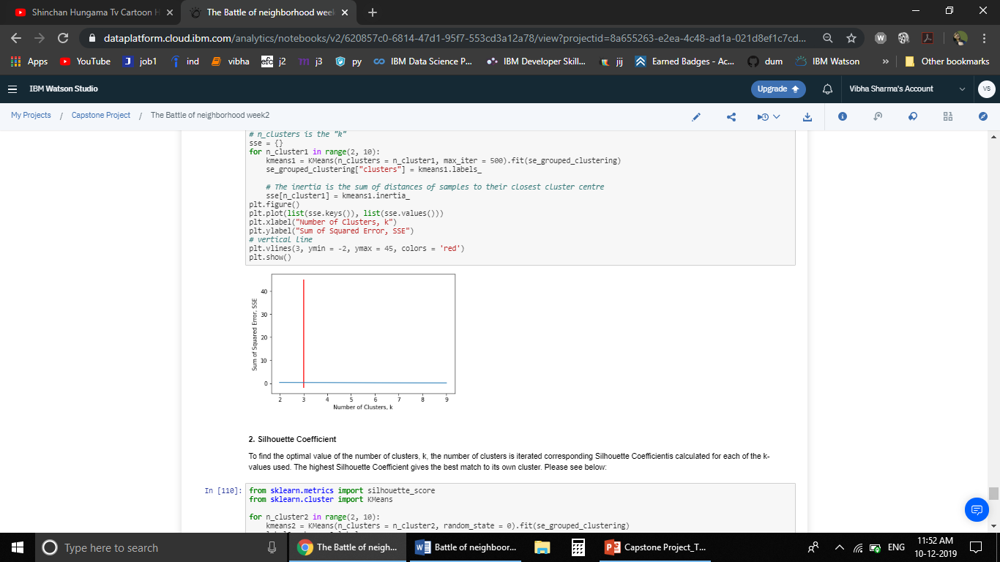 Shinchan Hungama Tv Cartoon H
The Battle of neighborhood week
dataplatform.cloud.ibm.com/analytics/notebooks/v2/620857c0-6814-47d1-95f7-553cd3a12a78/view?projectid=8a655263-e2ea-4c48-ad1a-021d8ef1c7cd...
Apps YouTube J job1 ind vibha efc j2 m j3 py IBM Data Science P... IBM Developer Skill... jij Earned Badges - Ac... dum IBM Watson » Other bookmarks
IBM Watson Studio Upgrade Vibha Sharma's Account VS
My Projects / Capstone Project / The Battle of neighborhood week2
# n_clusters is the "k"
sse = {}
for n_cluster1 in range(2, 10):
    kmeans1 = KMeans(n_clusters = n_cluster1, max_iter = 500).fit(se_grouped_clustering)
    se_grouped_clustering["clusters"] = kmeans1.labels_
    # The inertia is the sum of distances of samples to their closest cluster centre
    sse[n_cluster1] = kmeans1.inertia_
plt.figure()
plt.plot(list(sse.keys()), list(sse.values()))
plt.xlabel("Number of Clusters, k")
plt.ylabel("Sum of Squared Error, SSE")
# vertical line
plt.vlines(3, ymin = -2, ymax = 45, colors = 'red')
plt.show()
Sum of Squared Error, SSE
40
30
20
10
0
2 3 4 5 6 7 8 9
Number of Clusters, k
2. Silhouette Coefficient
To find the optimal value of the number of clusters, k, the number of clusters is iterated corresponding Silhouette Coefficientis calculated for each of the k-
values used. The highest Silhouette Coefficient gives the best match to its own cluster. Please see below:
In [110]: from sklearn.metrics import silhouette_score
from sklearn.cluster import KMeans
for n_cluster2 in range(2, 10):
    kmeans2 = KMeans(n_clusters = n_cluster2, random_state = 0).fit(se_grouped_clustering)
Type here to search
The Battle of neigh... Battle of neighboor... Capstone Project_T...
ENG
11:52 AM
10-12-2019